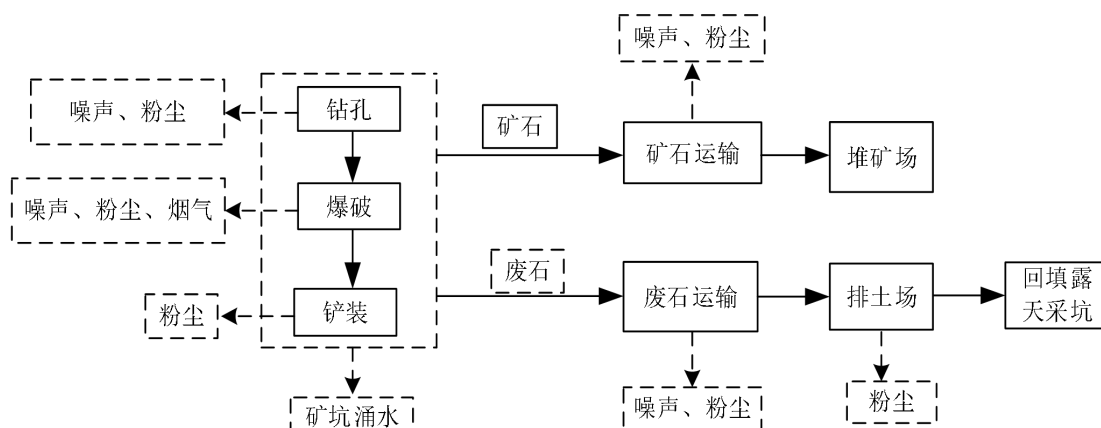 噪声、粉尘
噪声、粉尘
钻孔
矿石
矿石运输
堆矿场
噪声、粉尘、烟气
爆破
废石
粉尘
铲装
废石运输
排土场
回填露
天采坑
矿坑涌水
噪声、粉尘
粉尘